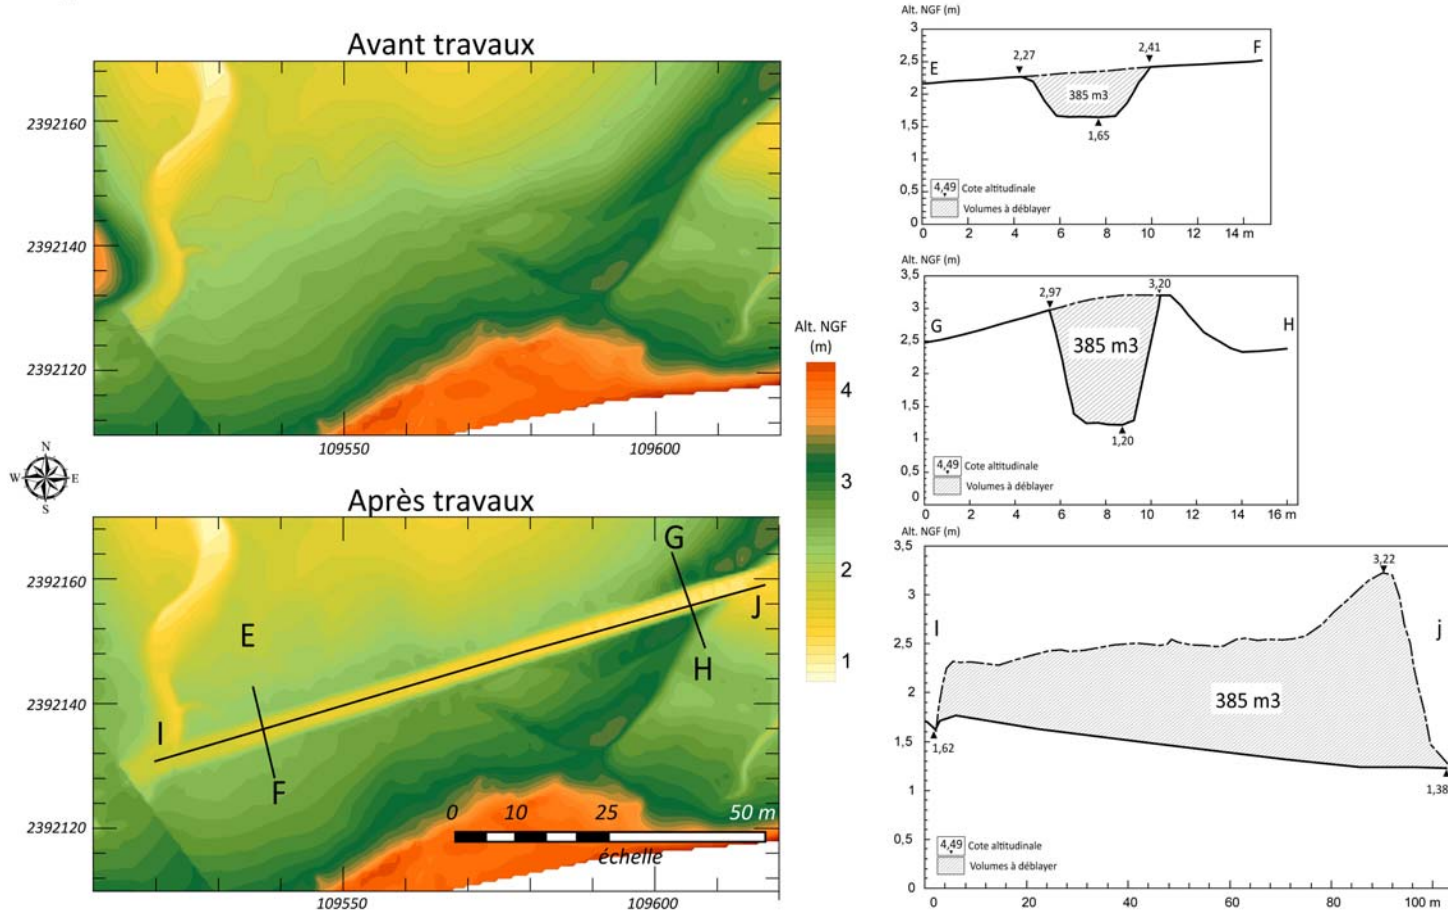 Avant travaux
2392160
2392140
2392120
109550
109600
Alt. NGF
(m)
4
3
2
1
N
W
E
S
Après travaux
2392160
2392140
2392120
G
J
E
H
I
F
0
10
25
50 m
échelle
109550
109600
Alt. NGF (m)
3
2,5
2
1,5
1
0,5
0
E
2,27
2,41
F
385 m3
1,65
4,49 Cote altitudinale
Volumes à déblayer
0 2 4 6 8 10 12 14 m
Alt. NGF (m)
3,5
3
2,5
2
1,5
1
0,5
0
G
2,97
3,20
H
385 m3
1,20
4,49 Cote altitudinale
Volumes à déblayer
0 2 4 6 8 10 12 14 16 m
Alt. NGF (m)
3,5
3
2,5
2
1,5
1
0,5
0
I
3,22
j
385 m3
1,62
1,38
4,49 Cote altitudinale
Volumes à déblayer
0 20 40 60 80 100 m